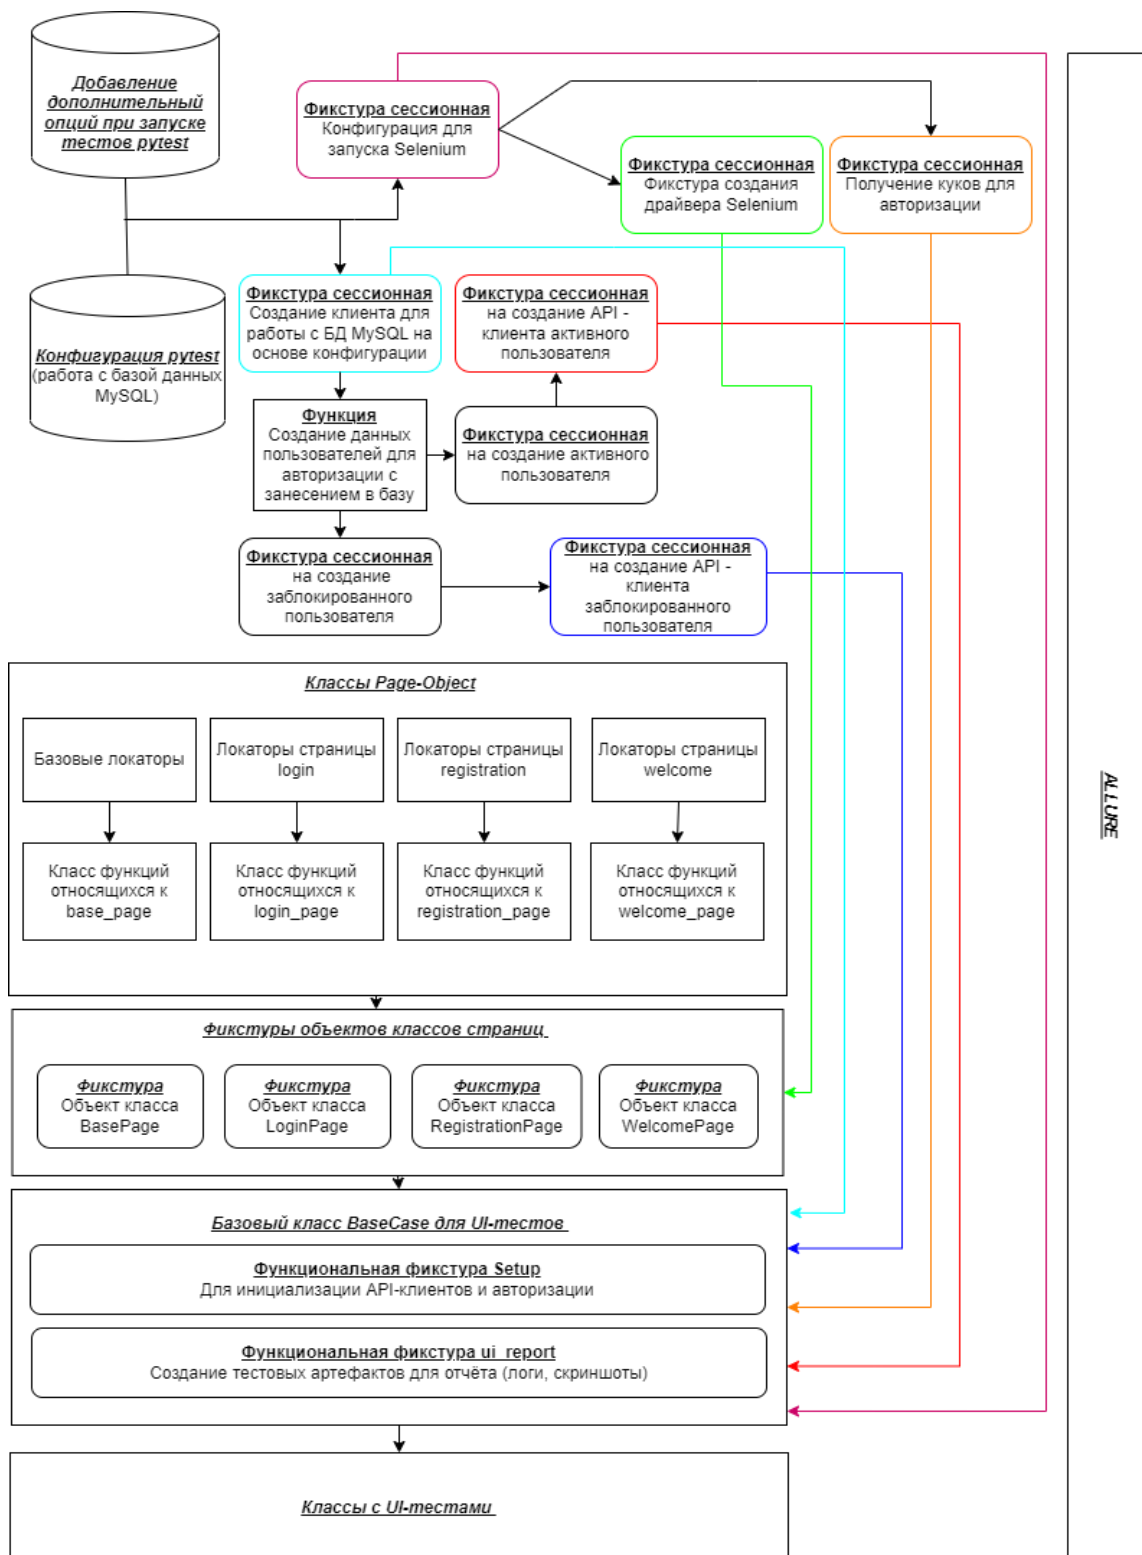 Добавление
дополнительный
опций при запуске
тестов pytest
Фикстура сессионная
Конфигурация для
запуска Selenium
Фикстура сессионная
Фикстура создания
драйвера Selenium
Фикстура сессионная
Получение куков для
авторизации
Конфигурация pytest
(работа с базой данных
MySQL)
Фикстура сессионная
Создание клиента для
работы с БД MySQL на
основе конфигурации
Фикстура сессионная
на создание API -
клиента активного
пользователя
Функция
Создание данных
пользователей для
авторизации с
занесением в базу
Фикстура сессионная
на создание активного
пользователя
Фикстура сессионная
на создание
заблокированного
пользователя
Фикстура сессионная
на создание API -
клиента
заблокированного
пользователя
Классы Page-Object
Базовые локаторы
Локаторы страницы
login
Локаторы страницы
registration
Локаторы страницы
welcome
Класс функций
относящихся к
base_page
Класс функций
относящихся к
login_page
Класс функций
относящихся к
registration_page
Класс функций
относящихся к
welcome_page
ALLURE
Фикстуры объектов классов страниц
Фикстура
Объект класса
BasePage
Фикстура
Объект класса
LoginPage
Фикстура
Объект класса
RegistrationPage
Фикстура
Объект класса
WelcomePage
Базовый класс BaseCase для UI-тестов
Функциональная фикстура Setup
Для инициализации API-клиентов и авторизации
Функциональная фикстура ui_report
Создание тестовых артефактов для отчёта (логи, скриншоты)
Классы с UI-тестами